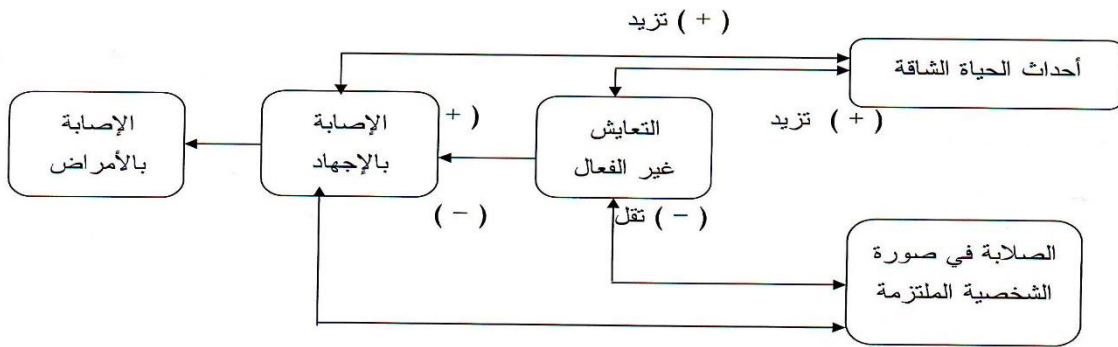 ( + ) تزيد
أحداث الحياة الشاقة
( + ) تزيد
التعايش
غير الفعال
+ )
الإصابة
بالإجهاد
الإصابة
بالأمراض
( − )
( − ) تقل
الصلابة في صورة
الشخصية الملتزمة